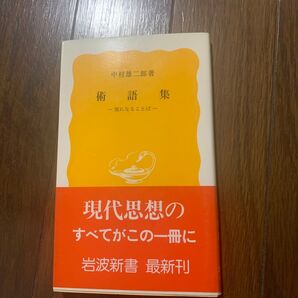 中村雄二郎著
術語集
―気になることば―
現代思想の
すべてがこの一冊に
岩波新書 最新刊